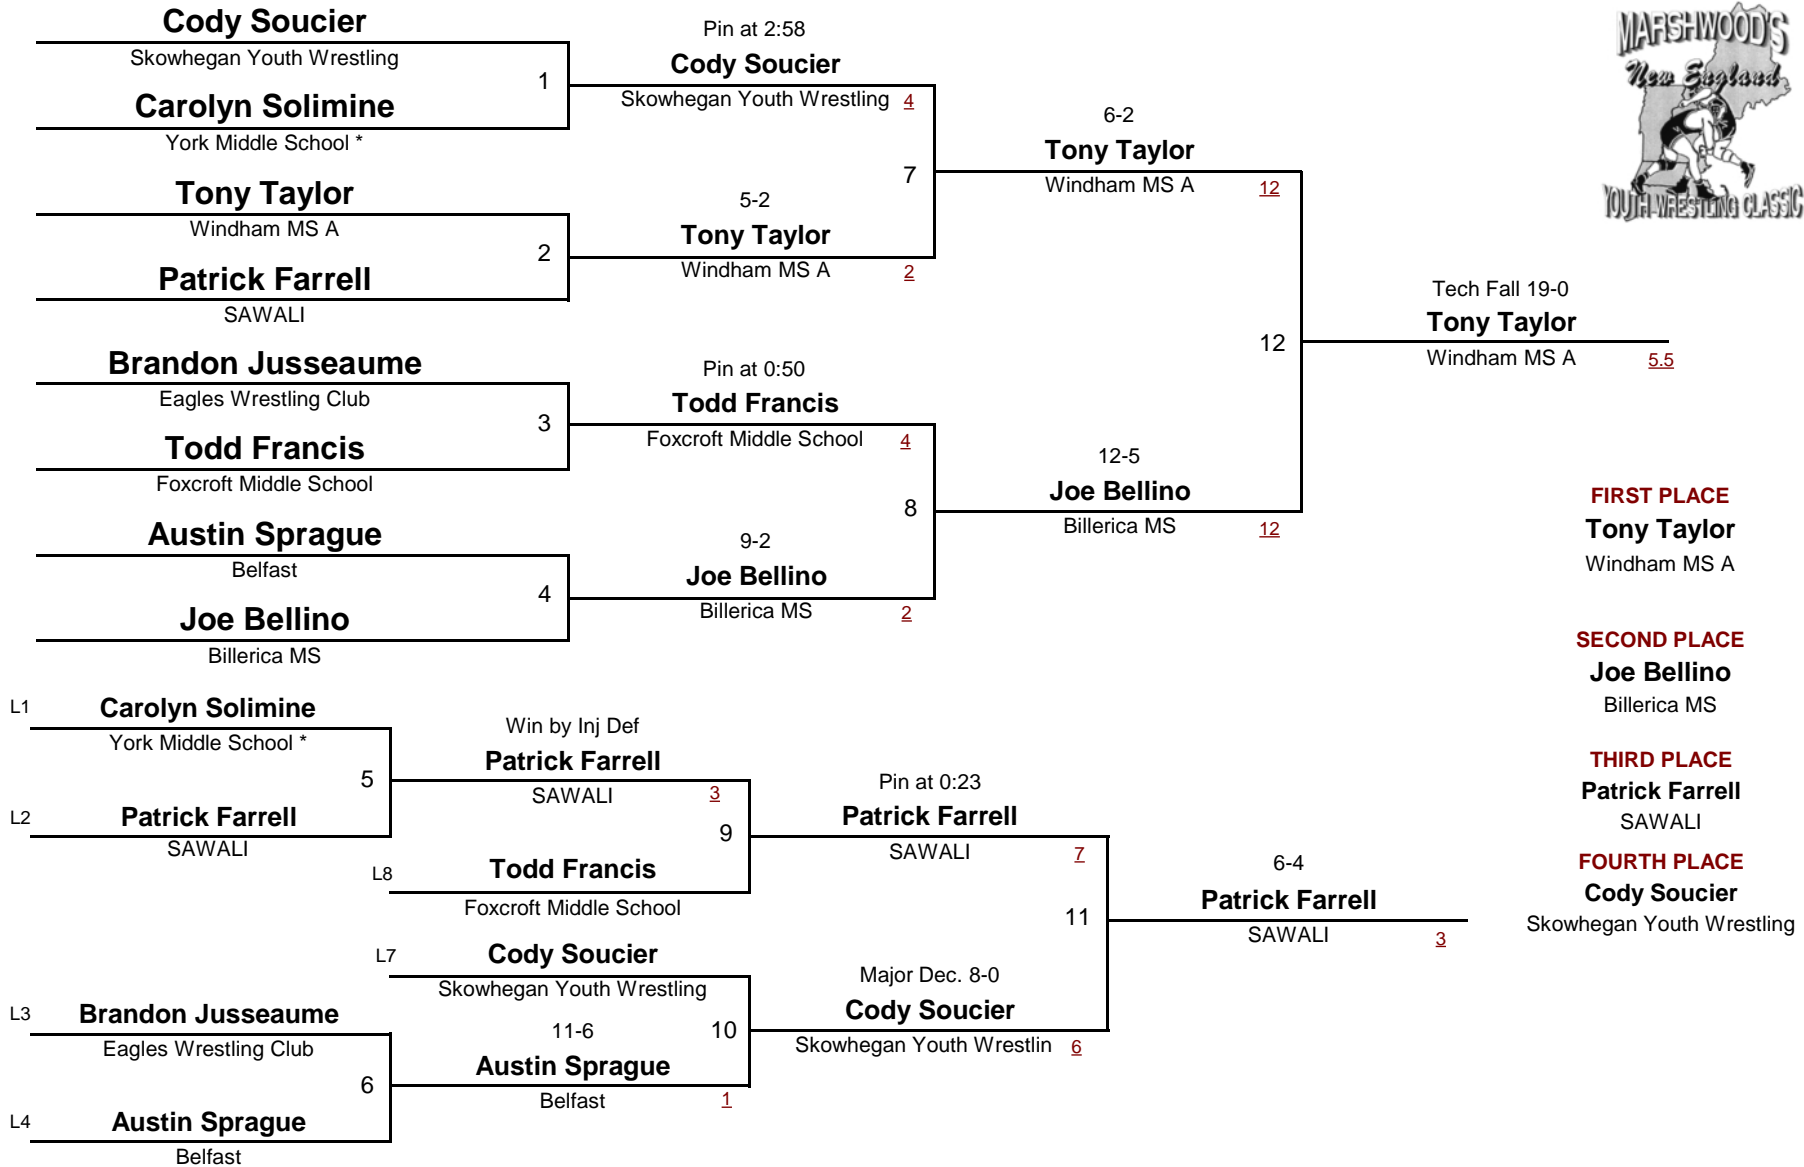 Cody Soucier
Skowhegan Youth Wrestling
1
Carolyn Solimine
York Middle School *
Tony Taylor
Windham MS A
2
Patrick Farrell
SAWALI
Brandon Jusseaume
Eagles Wrestling Club
3
Todd Francis
Foxcroft Middle School
Austin Sprague
Belfast
4
Joe Bellino
Billerica MS
Pin at 2:58
Cody Soucier
Skowhegan Youth Wrestling 4
7
5-2
Tony Taylor
Windham MS A 2
Pin at 0:50
Todd Francis
Foxcroft Middle School 4
8
9-2
Joe Bellino
Billerica MS 2
6-2
Tony Taylor
Windham MS A 12
12
12-5
Joe Bellino
Billerica MS 12
Tech Fall 19-0
Tony Taylor
Windham MS A 5.5
MARSHWOOD'S
New England
YOUTH WRESTLING CLASSIC
FIRST PLACE
Tony Taylor
Windham MS A
SECOND PLACE
Joe Bellino
Billerica MS
THIRD PLACE
Patrick Farrell
SAWALI
FOURTH PLACE
Cody Soucier
Skowhegan Youth Wrestling
L1 Carolyn Solimine
York Middle School *
5
L2 Patrick Farrell
SAWALI
Win by Inj Def
Patrick Farrell
SAWALI 3
9
L8 Todd Francis
Foxcroft Middle School
L7 Cody Soucier
Skowhegan Youth Wrestling
10
L3 Brandon Jusseaume
Eagles Wrestling Club
6
L4 Austin Sprague
Belfast
11-6
Austin Sprague
Belfast 1
Pin at 0:23
Patrick Farrell
SAWALI 7
11
Major Dec. 8-0
Cody Soucier
Skowhegan Youth Wrestlin 6
6-4
Patrick Farrell
SAWALI 3